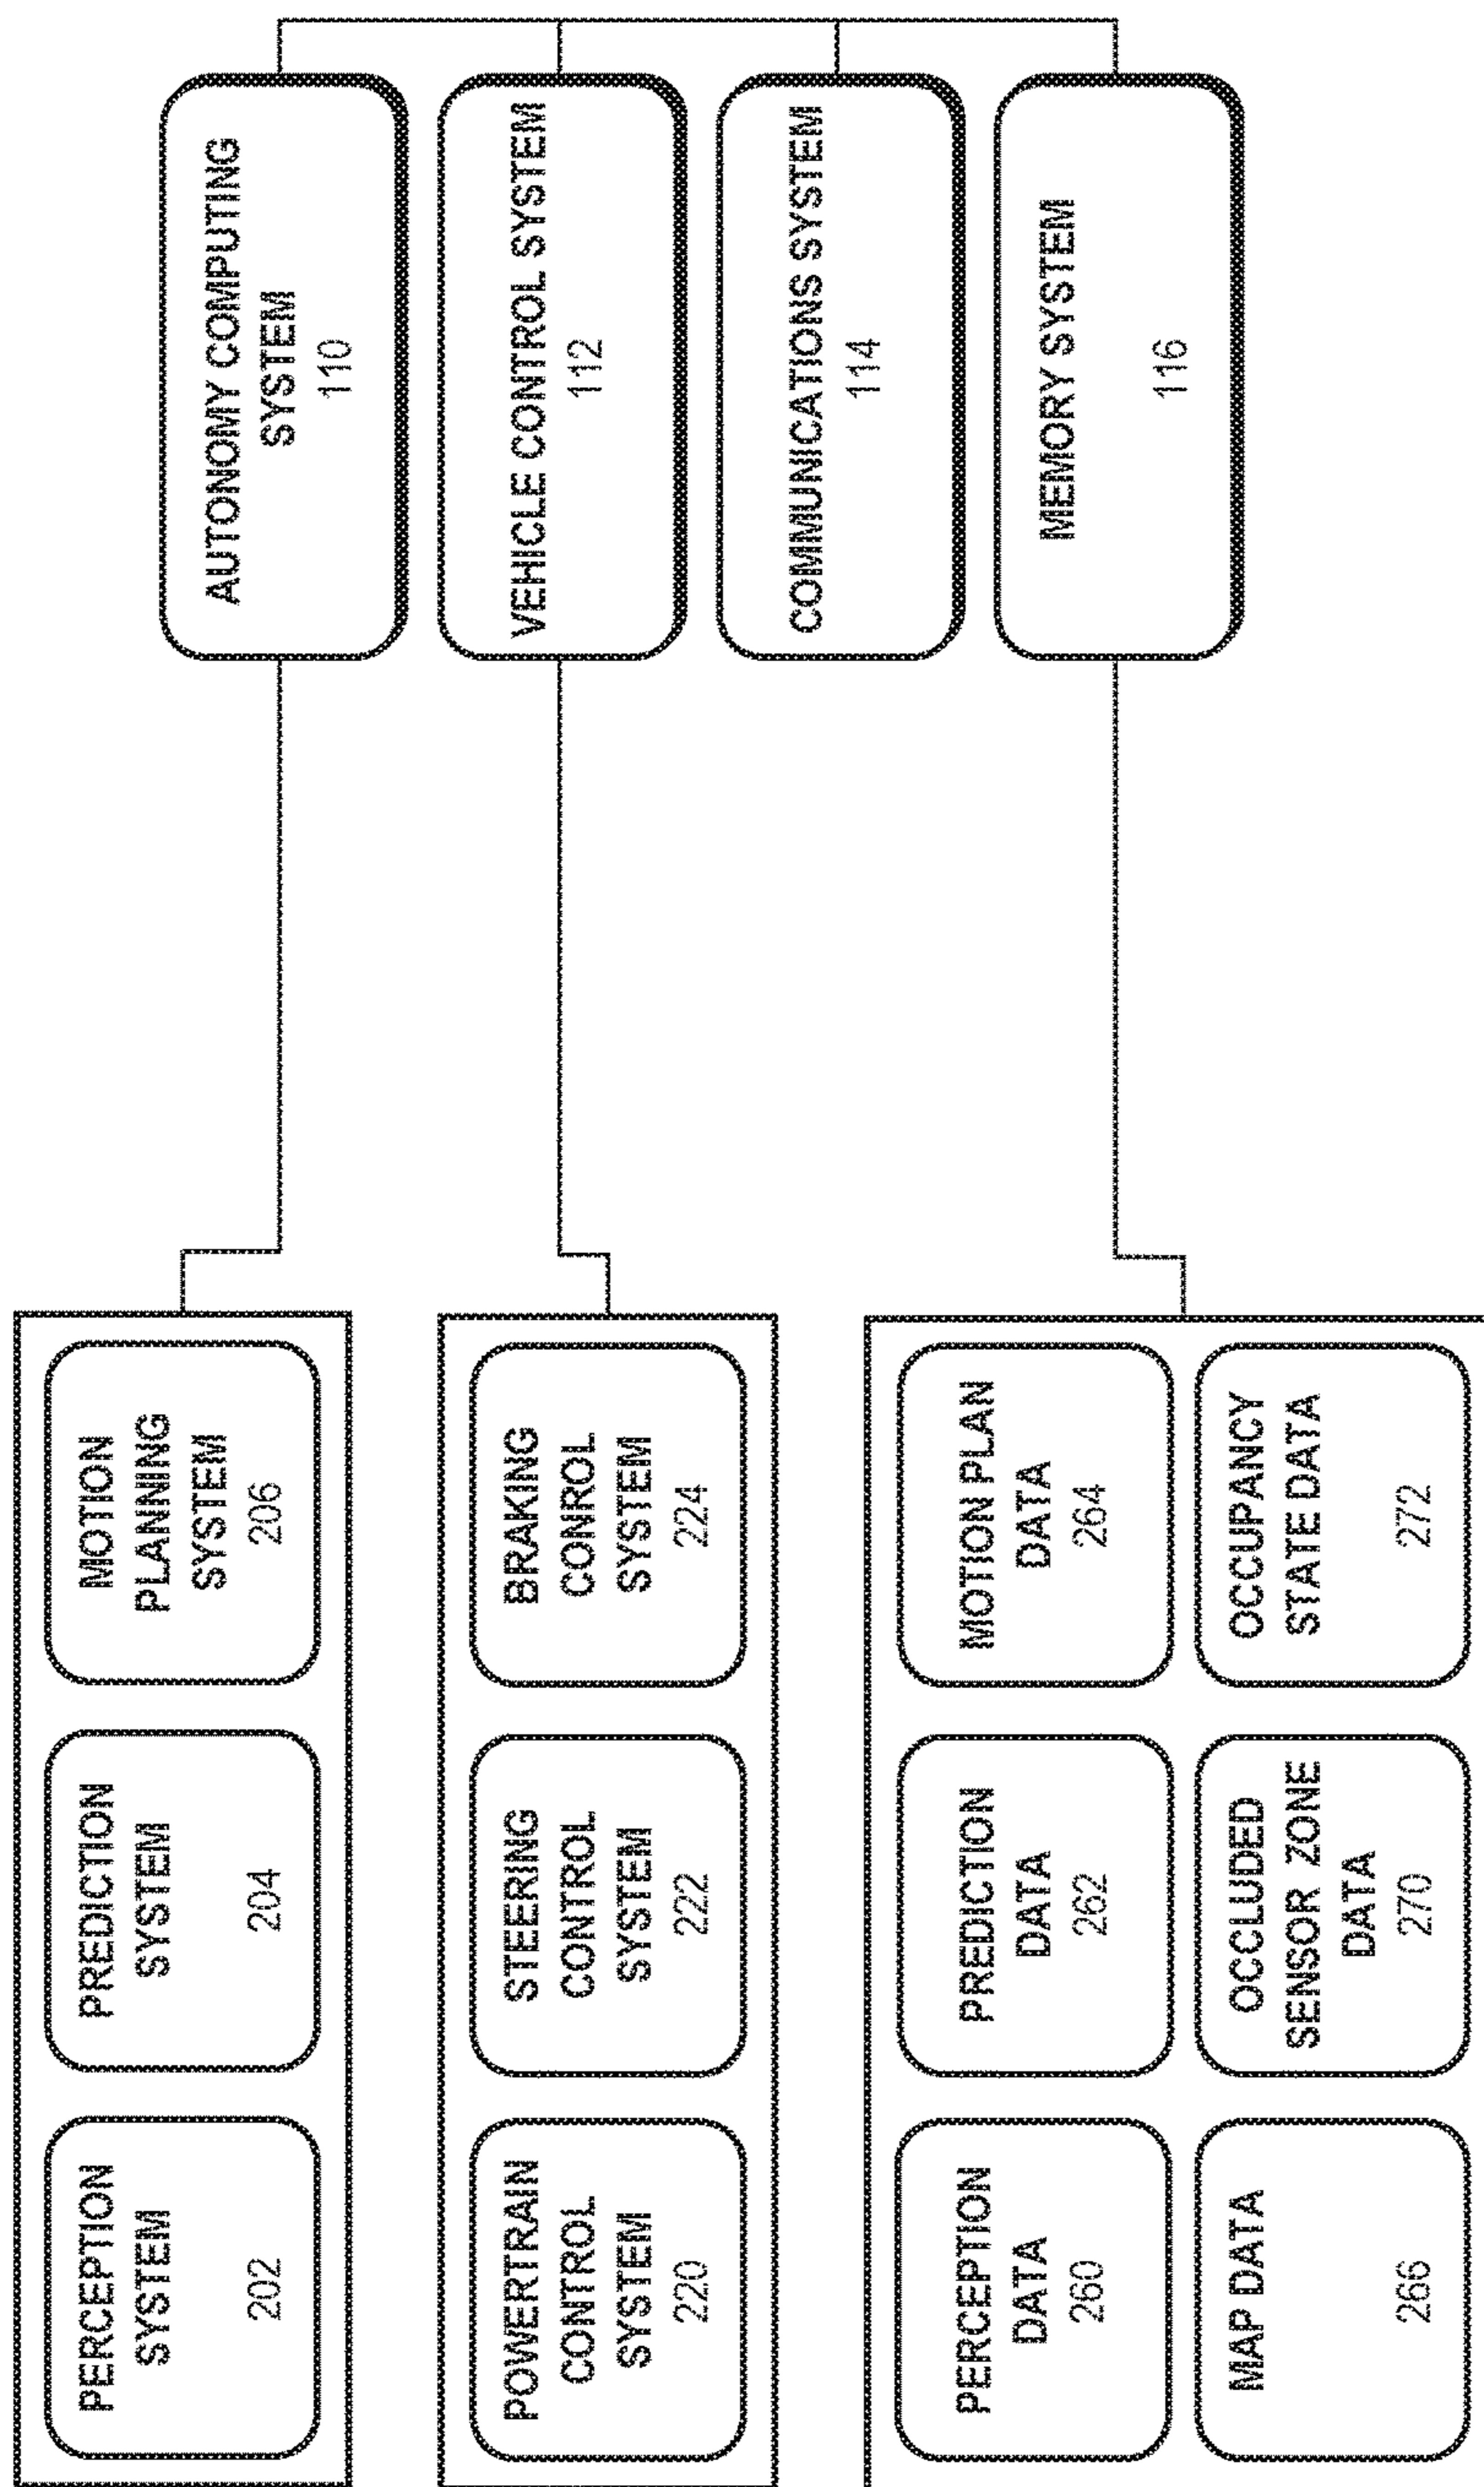 AUTONOMY COMPUTING
SYSTEM
110
VEHICLE CONTROL SYSTEM
112
COMMUNICATIONS SYSTEM
114
MEMORY SYSTEM
116
PERCEPTION
SYSTEM
202
PREDICTION
SYSTEM
204
MOTION
PLANNING
SYSTEM
206
POWERTRAIN
CONTROL
SYSTEM
220
STEERING
CONTROL
SYSTEM
222
BRAKING
CONROL
SYSTEM
224
PERCEPTION
DATA
260
PREDICTION
DATA
262
MOTION PLAN
DATA
264
MAP DATA
266
OCCLUDED
SENSOR ZONE
DATA
270
OCCUPANCY
STATE DATA
272